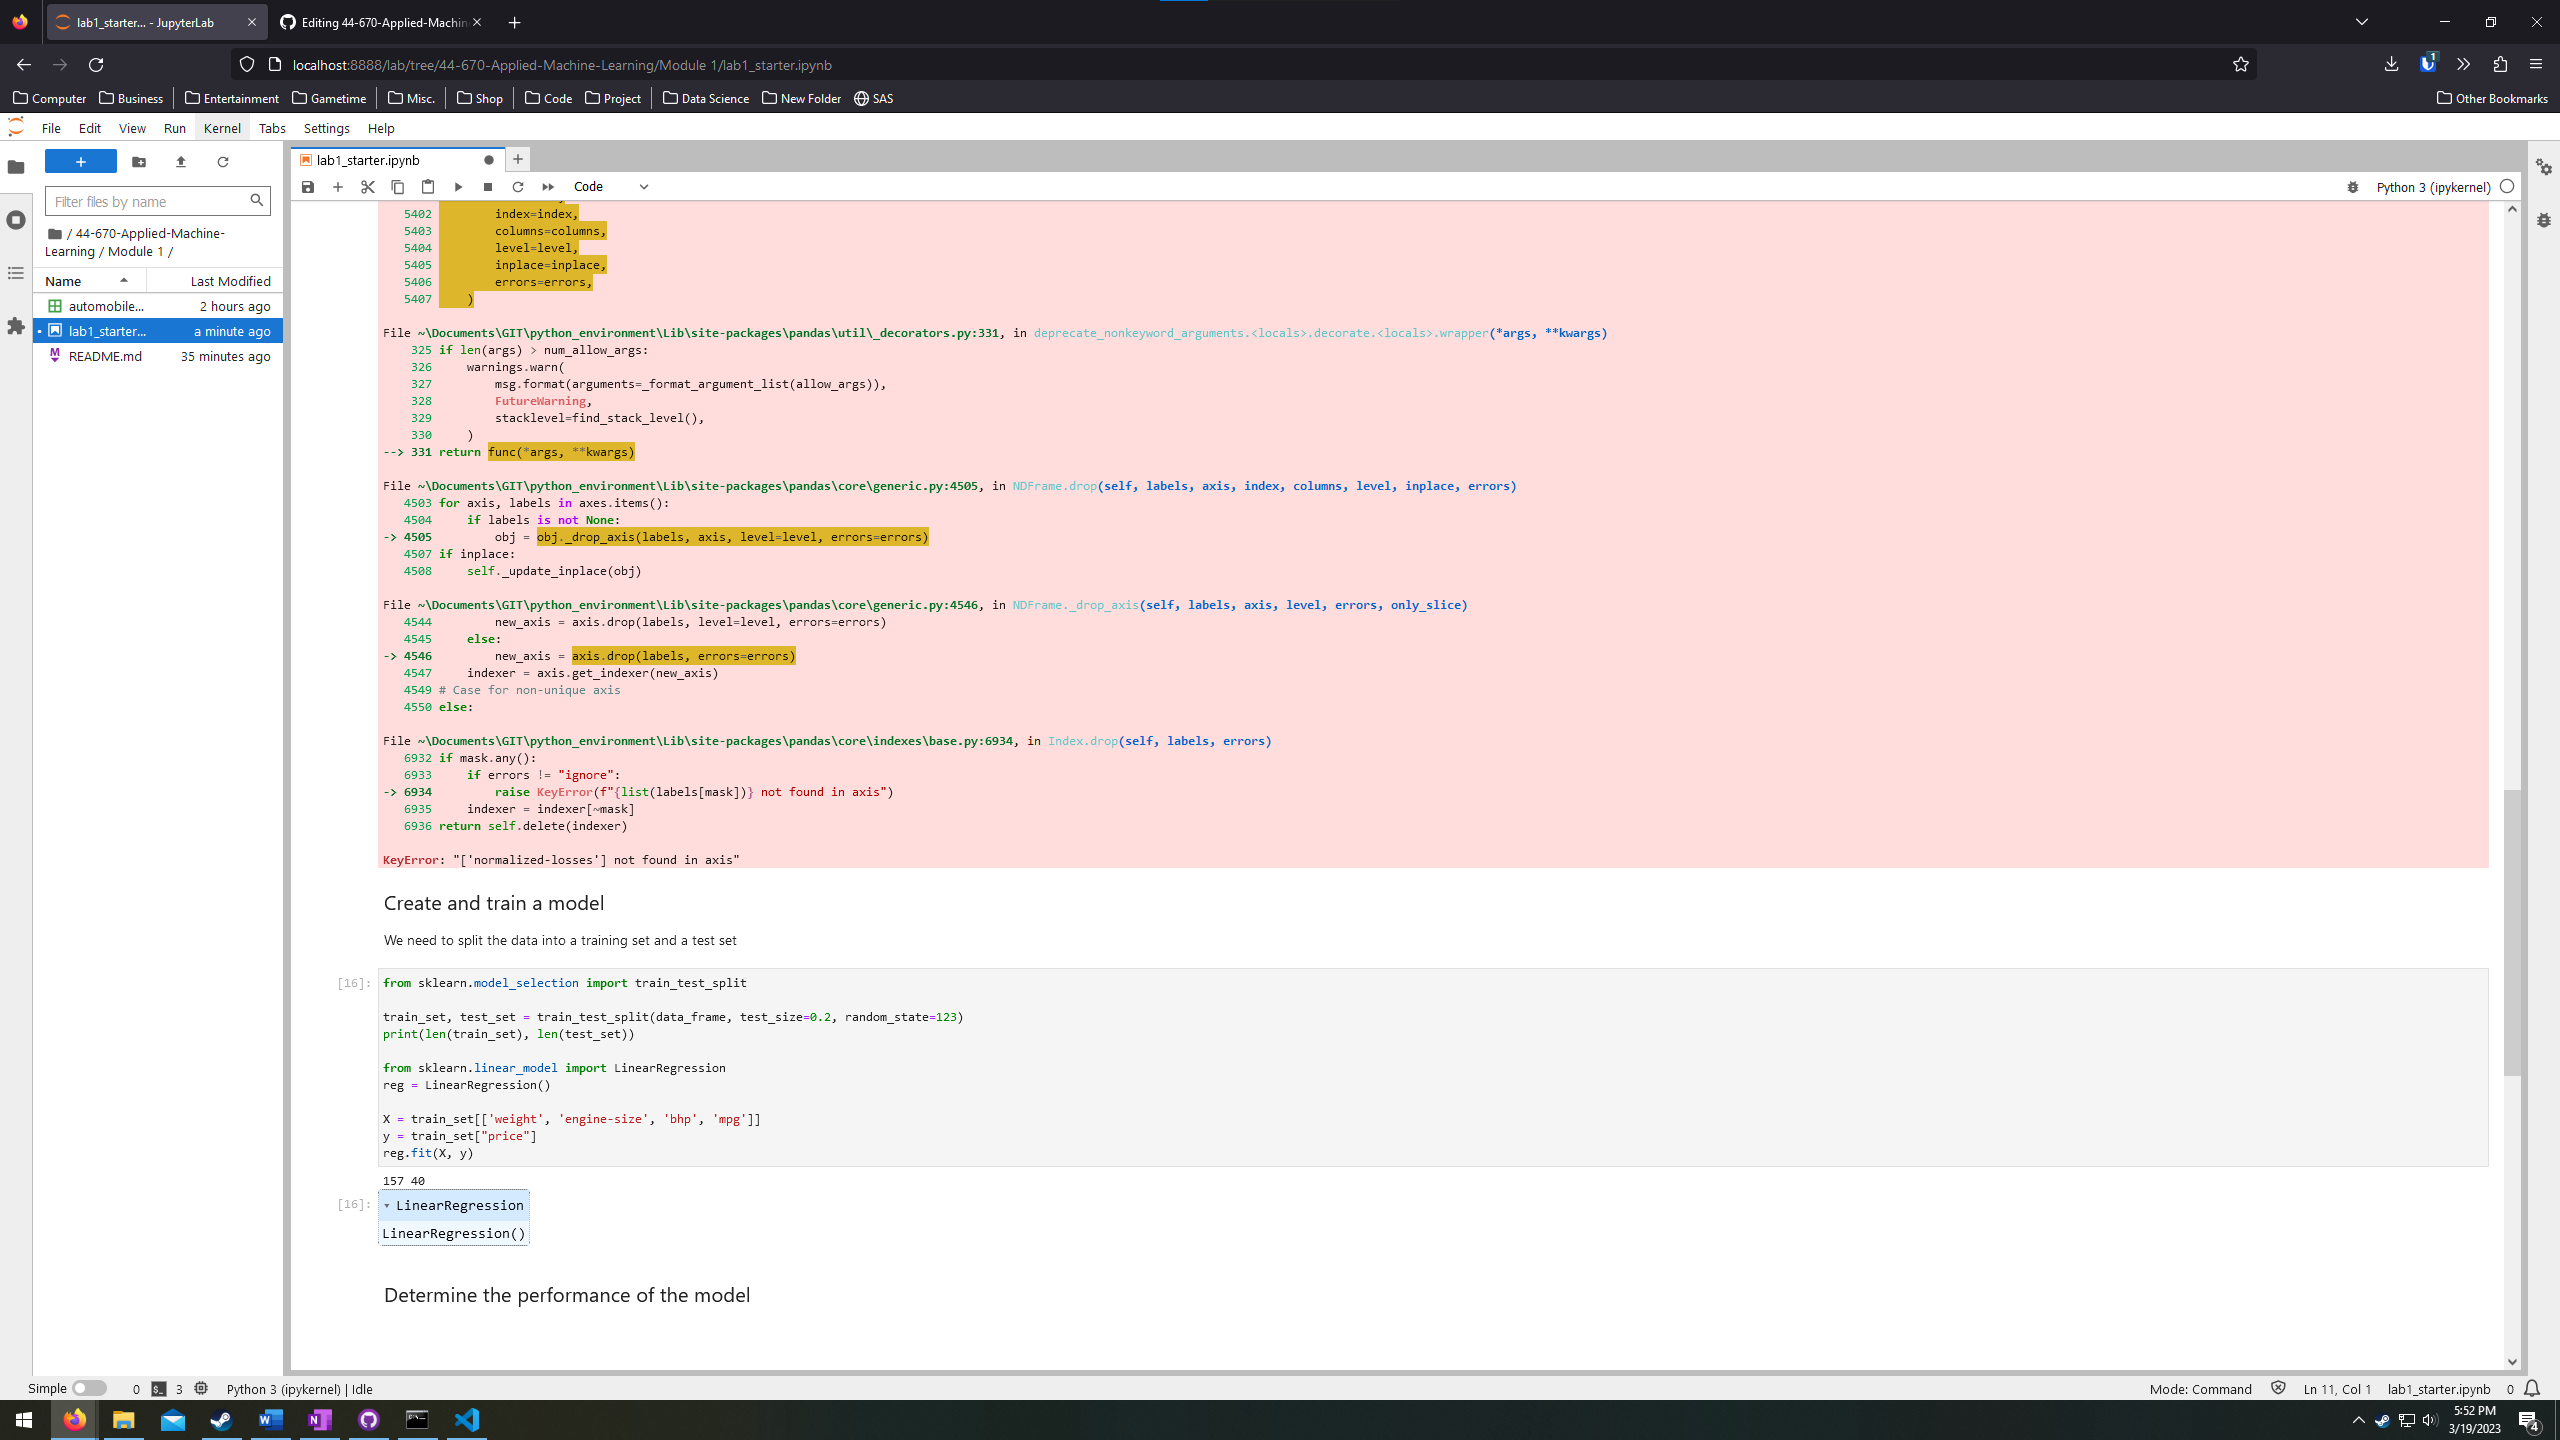 lab1_starter... - JupyterLab
Editing 44-670-Applied-Machin
localhost:8888/lab/tree/44-670-Applied-Machine-Learning/Module 1/lab1_starter.ipynb
1
Computer Business Entertainment Gametime Misc. Shop Code Project Data Science New Folder SAS Other Bookmarks
File Edit View Run Kernel Tabs Settings Help
lab1_starter.ipynb
Filter files by name
Code
Python 3 (ipykernel)
/ 44-670-Applied-Machine-
Learning / Module 1 /
Name Last Modified
automobile... 2 hours ago
lab1_starter... a minute ago
README.md 35 minutes ago
5402 index=index,
5403 columns=columns,
5404 level=level,
5405 inplace=inplace,
5406 errors=errors,
5407 )
File ~\Documents\GIT\python_environment\Lib\site-packages\pandas\util\_decorators.py:331, in deprecate_nonkeyword_arguments.<locals>.decorate.<locals>.wrapper(*args, **kwargs)
325 if len(args) > num_allow_args:
326 warnings.warn(
327 msg.format(arguments=_format_argument_list(allow_args)),
328 FutureWarning,
329 stacklevel=find_stack_level(),
330 )
--> 331 return func(*args, **kwargs)
File ~\Documents\GIT\python_environment\Lib\site-packages\pandas\core\generic.py:4505, in NDFrame.drop(self, labels, axis, index, columns, level, inplace, errors)
4503 for axis, labels in axes.items():
4504 if labels is not None:
-> 4505 obj = obj._drop_axis(labels, axis, level=level, errors=errors)
4507 if inplace:
4508 self._update_inplace(obj)
File ~\Documents\GIT\python_environment\Lib\site-packages\pandas\core\generic.py:4546, in NDFrame._drop_axis(self, labels, axis, level, errors, only_slice)
4544 new_axis = axis.drop(labels, level=level, errors=errors)
4545 else:
-> 4546 new_axis = axis.drop(labels, errors=errors)
4547 indexer = axis.get_indexer(new_axis)
4549 # Case for non-unique axis
4550 else:
File ~\Documents\GIT\python_environment\Lib\site-packages\pandas\core\indexes\base.py:6934, in Index.drop(self, labels, errors)
6932 if mask.any():
6933 if errors != "ignore":
-> 6934 raise KeyError(f"{list(labels[mask])} not found in axis")
6935 indexer = indexer[~mask]
6936 return self.delete(indexer)
KeyError: "['normalized-losses'] not found in axis"
Create and train a model
We need to split the data into a training set and a test set
[16]: from sklearn.model_selection import train_test_split
train_set, test_set = train_test_split(data_frame, test_size=0.2, random_state=123)
print(len(train_set), len(test_set))
from sklearn.linear_model import LinearRegression
reg = LinearRegression()
X = train_set[['weight', 'engine-size', 'bhp', 'mpg']]
y = train_set["price"]
reg.fit(X, y)
157 40
[16]: LinearRegression
LinearRegression()
Determine the performance of the model
Simple 0 3 Python 3 (ipykernel) | Idle Mode: Command Ln 11, Col 1 lab1_starter.ipynb 0
5:52 PM
3/19/2023
4